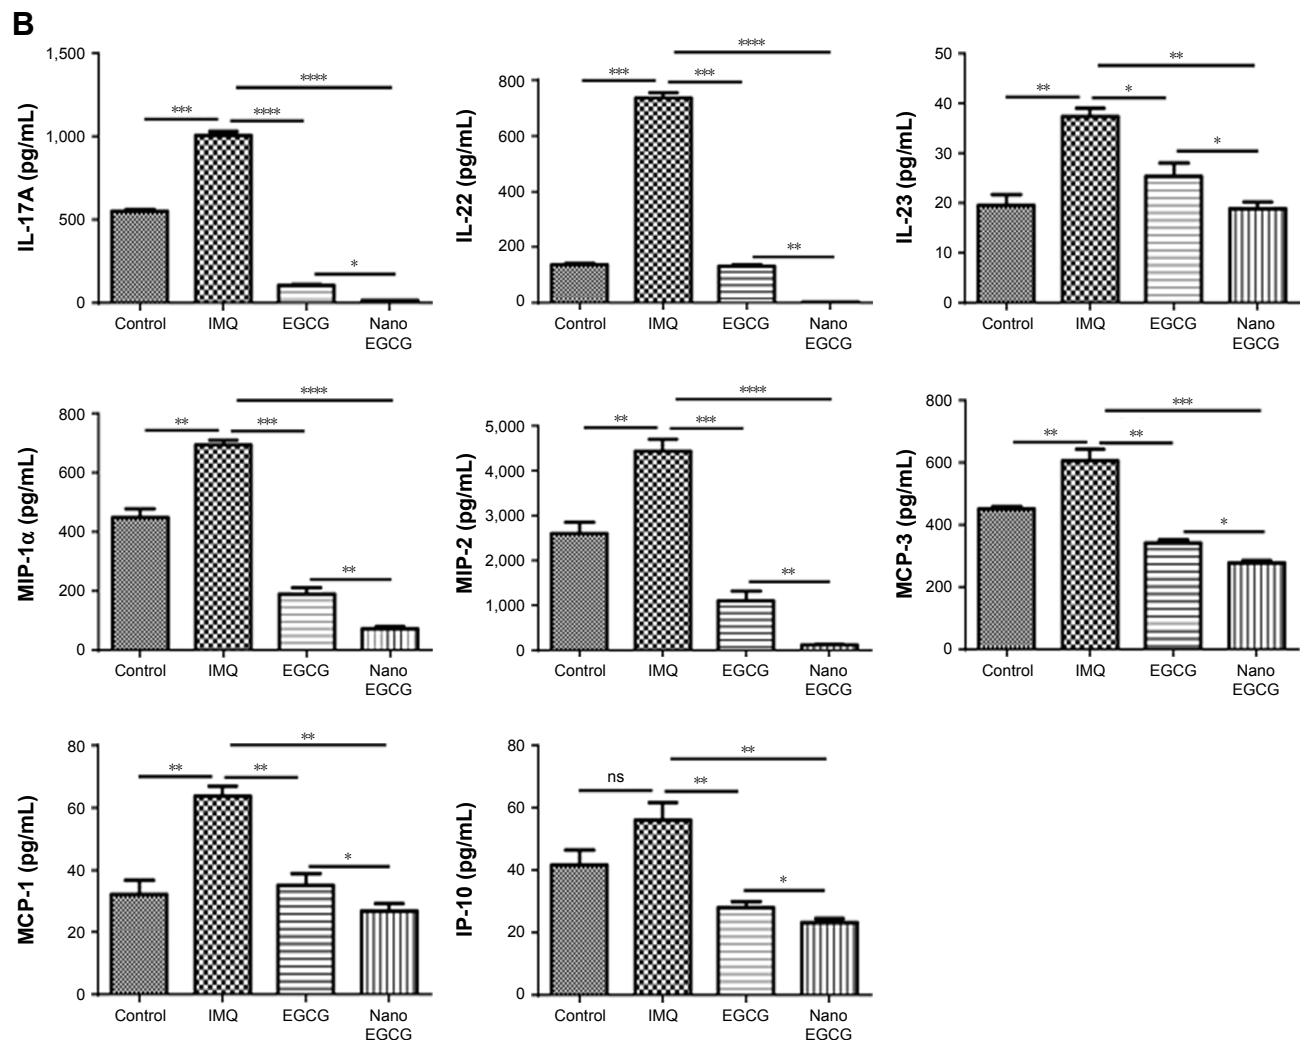 B
IL-17A (pg/mL)
1,500
1,000
500
0
***
****
****
*
Control
IMQ
EGCG
Nano
EGCG
IL-22 (pg/mL)
800
600
400
200
0
***
***
****
**
Control
IMQ
EGCG
Nano
EGCG
IL-23 (pg/mL)
50
40
30
20
10
0
**
*
**
*
Control
IMQ
EGCG
Nano
EGCG
MIP-1α (pg/mL)
800
600
400
200
0
**
***
****
**
Control
IMQ
EGCG
Nano
EGCG
MIP-2 (pg/mL)
5,000
4,000
3,000
2,000
1,000
0
**
***
****
**
Control
IMQ
EGCG
Nano
EGCG
MCP-3 (pg/mL)
800
600
400
200
0
**
**
***
*
Control
IMQ
EGCG
Nano
EGCG
MCP-1 (pg/mL)
80
60
40
20
0
**
**
**
*
Control
IMQ
EGCG
Nano
EGCG
IP-10 (pg/mL)
80
60
40
20
0
ns
**
**
*
Control
IMQ
EGCG
Nano
EGCG